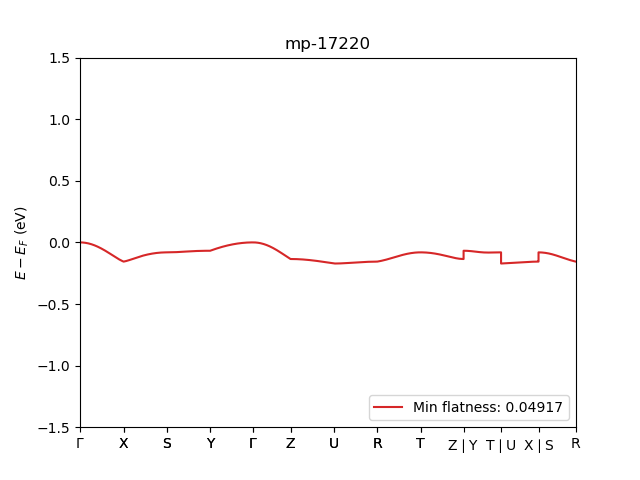 mp-17220
1.5
1.0
0.5
0.0
−0.5
−1.0
−1.5
E − E_F (eV)
Min flatness: 0.04917
Γ X S Y Γ Z U R T Z | Y T | U X | S R